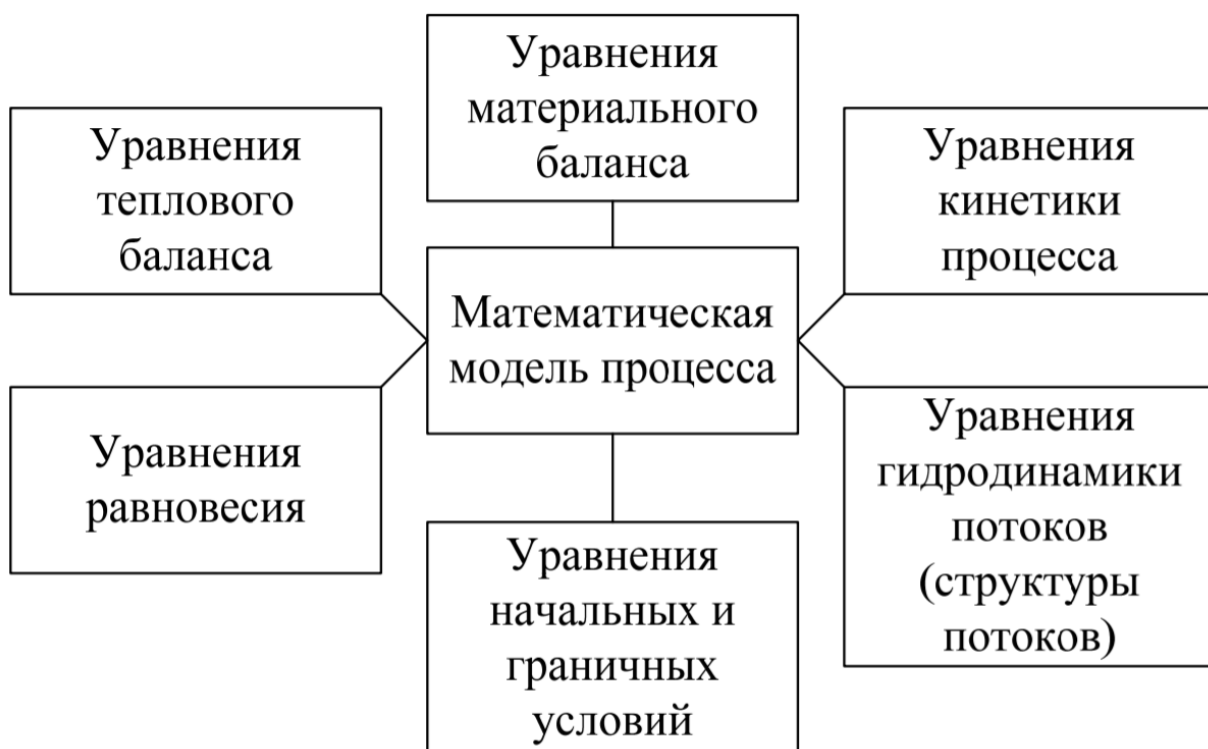 Уравнения
материального
баланса
Уравнения
теплового
баланса
Уравнения
кинетики
процесса
Математическая
модель процесса
Уравнения
равновесия
Уравнения
гидродинамики
потоков
(структуры
потоков)
Уравнения
начальных и
граничных
условий